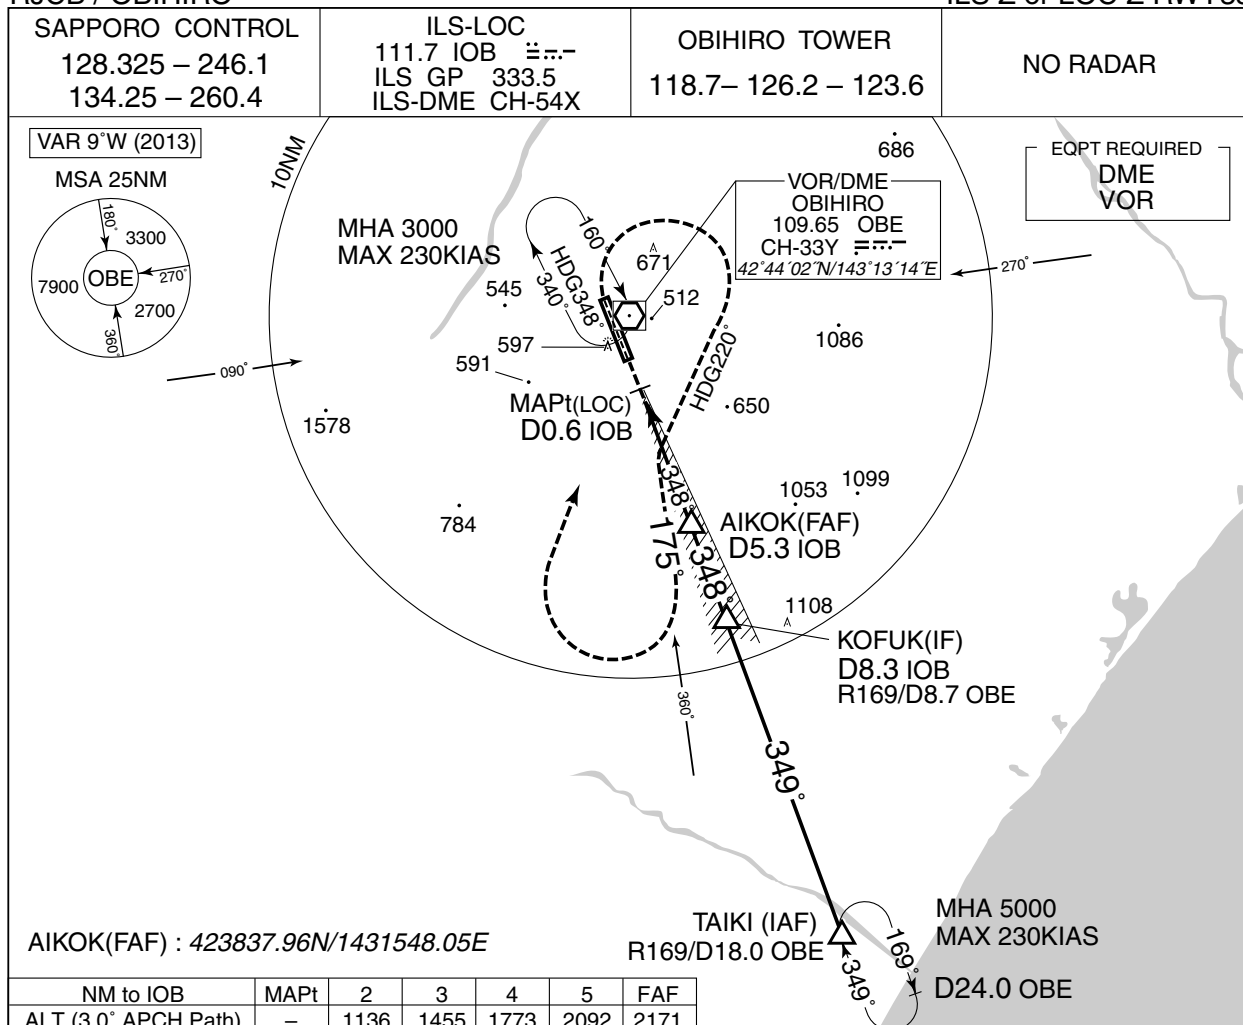 RJCB / OBIHIRO
SAPPORO CONTROL
128.325 – 246.1
134.25 – 260.4
ILS-LOC
111.7 IOB
ILS GP 333.5
ILS-DME CH-54X
OBIHIRO TOWER
118.7– 126.2 – 123.6
NO RADAR
VAR 9°W (2013)
MSA 25NM
180°
3300
OBE
270°
7900
2700
360°
10NM
MHA 3000
MAX 230KIAS
160°
340°
HDG348°
686
VOR/DME
OBIHIRO
109.65 OBE
CH-33Y
42°44´02˝N/143°13´14˝E
EQPT REQUIRED
DME
VOR
270°
671
545
512
597
1086
591
090°
HDG220°
MAPt(LOC)
D0.6 IOB
650
1578
348°
1053
1099
784
AIKOK(FAF)
D5.3 IOB
175°
348°
1108
KOFUK(IF)
D8.3 IOB
R169/D8.7 OBE
360°
349°
TAIKI (IAF)
R169/D18.0 OBE
MHA 5000
MAX 230KIAS
169°
349°
D24.0 OBE
AIKOK(FAF) : 423837.96N/1431548.05E
NM to IOB MAPt 2 3 4 5 FAF
ALT (3.0° APCH Path) – 1136 1455 1773 2092 2171